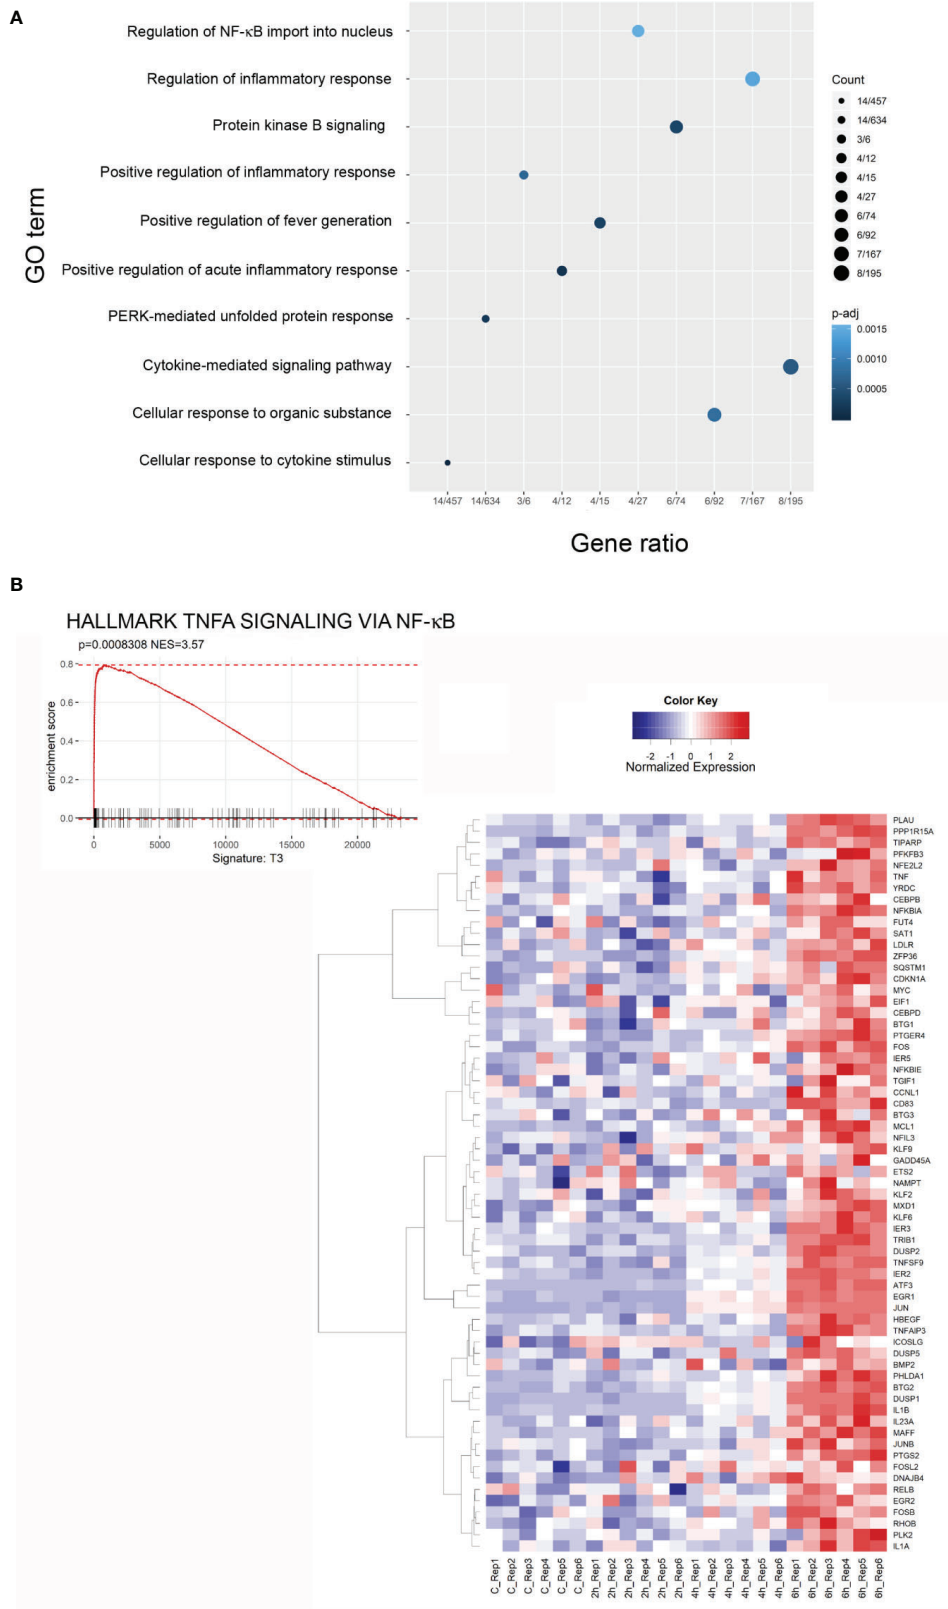 A
GO term
Regulation of NF-κB import into nucleus
Regulation of inflammatory response
Protein kinase B signaling
Positive regulation of inflammatory response
Positive regulation of fever generation
Positive regulation of acute inflammatory response
PERK-mediated unfolded protein response
Cytokine-mediated signaling pathway
Cellular response to organic substance
Cellular response to cytokine stimulus
14/457 14/634 3/6 4/12 4/15 4/27 6/74 6/92 7/167 8/195
Gene ratio
Count
14/457
14/634
3/6
4/12
4/15
4/27
6/74
6/92
7/167
8/195
p-adj
0.0015
0.0010
0.0005
B
HALLMARK TNFA SIGNALING VIA NF-κB
p=0.0008308 NES=3.57
enrichment score
0.8
0.6
0.4
0.2
0.0
0 5000 10000 15000 20000
Signature: T3
Color Key
-2 -1 0 1 2
Normalized Expression
PLAU
PPP1R15A
TIPARP
PFKFB3
NFE2L2
TNF
YRDC
CEBPB
NFKBIA
FUT4
SAT1
LDLR
ZFP36
SQSTM1
CDKN1A
MYC
EIF1
CEBPD
BTG1
PTGER4
FOS
IER5
NFKBIE
TGIF1
CCNL1
CD83
BTG3
MCL1
NFIL3
KLF9
GADD45A
ETS2
NAMPT
KLF2
MXD1
KLF6
IER3
TRIB1
DUSP2
TNFSF9
IER2
ATF3
EGR1
JUN
HBEGF
TNFAIP3
ICOSLG
DUSP5
BMP2
PHLDA1
BTG2
DUSP1
IL1B
IL23A
MAFF
JUNB
PTGS2
FOSL2
DNAJB4
RELB
EGR2
FOSB
RHOB
PLK2
IL1A
C_Rep1
C_Rep2
C_Rep3
C_Rep4
C_Rep5
C_Rep6
2h_Rep1
2h_Rep2
2h_Rep3
2h_Rep4
2h_Rep5
2h_Rep6
4h_Rep1
4h_Rep2
4h_Rep3
4h_Rep4
4h_Rep5
4h_Rep6
6h_Rep1
6h_Rep2
6h_Rep3
6h_Rep4
6h_Rep5
6h_Rep6